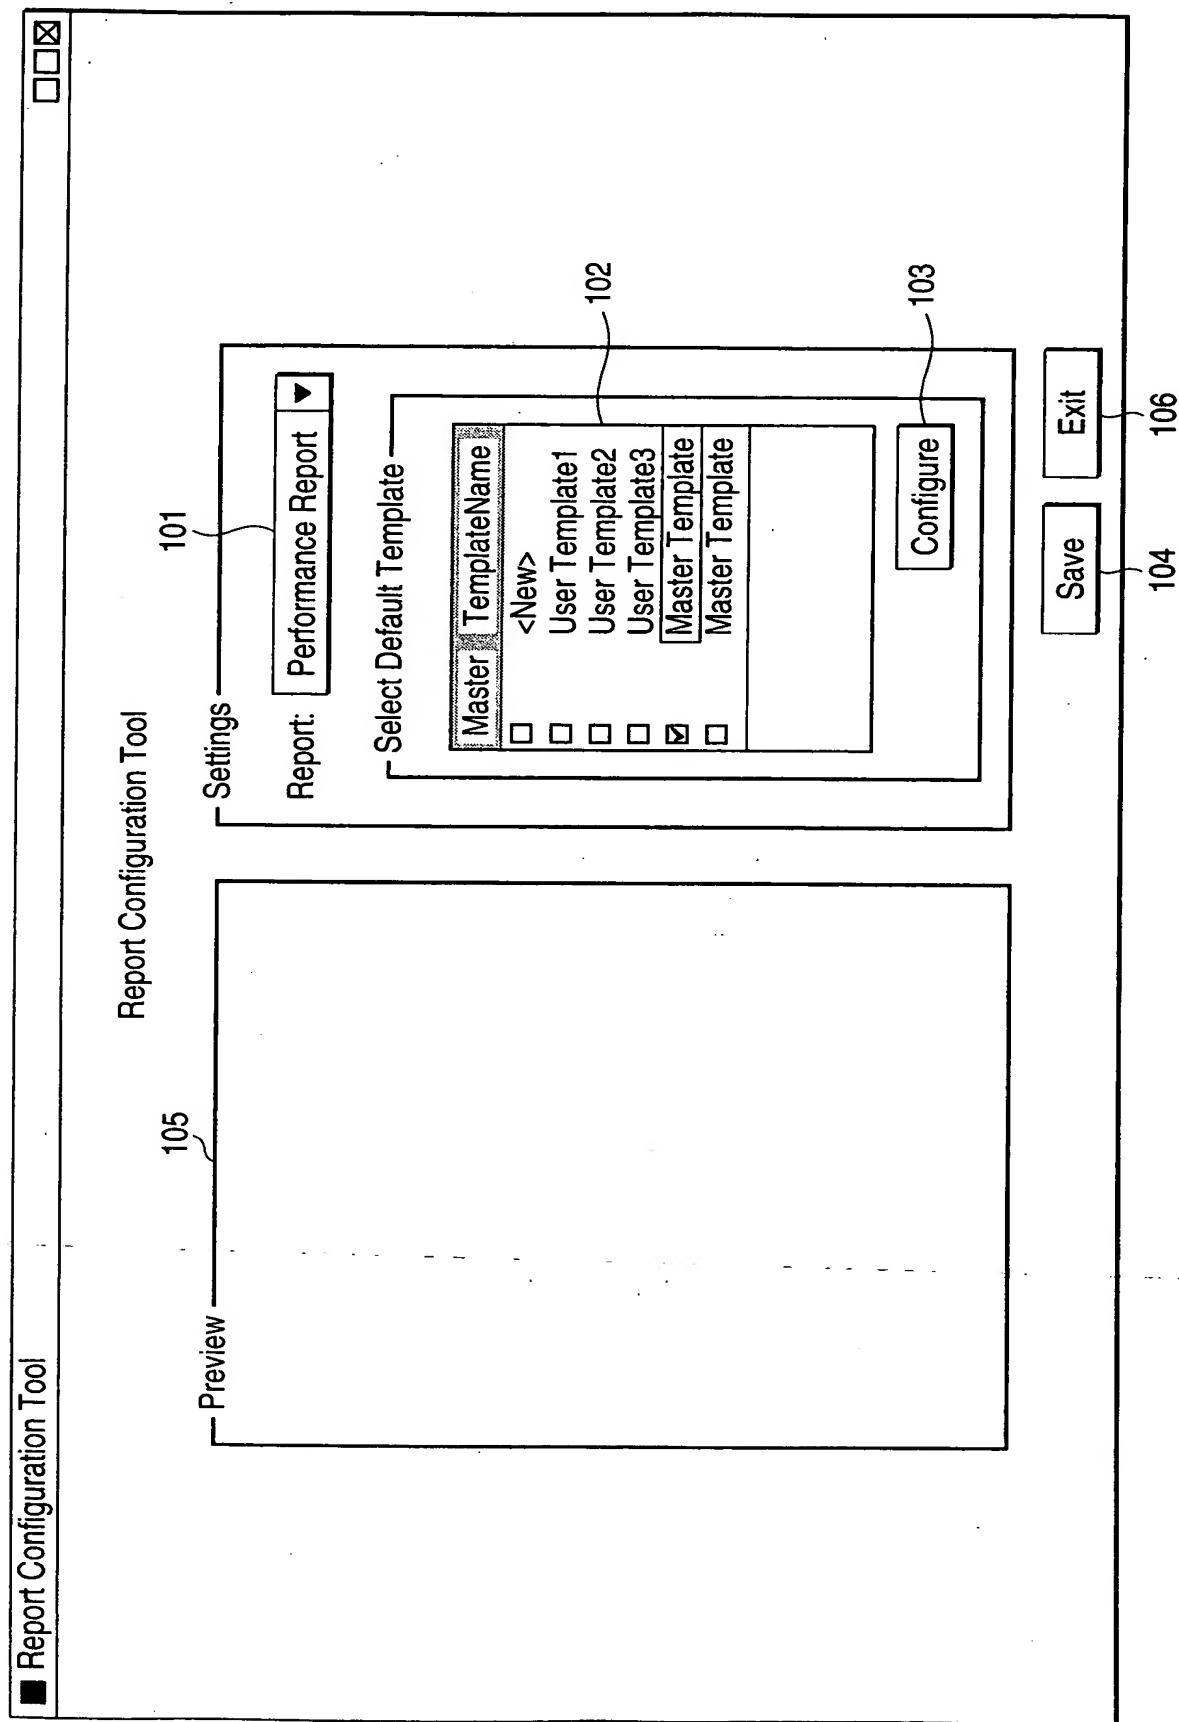 Report Configuration Tool
Report Configuration Tool
Preview
105
Settings
101
Report: Performance Report
Select Default Template
Master TemplateName
<New>
User Template1
User Template2
User Template3
Master Template
Master Template
102
Configure
103
Save
Exit
104
106